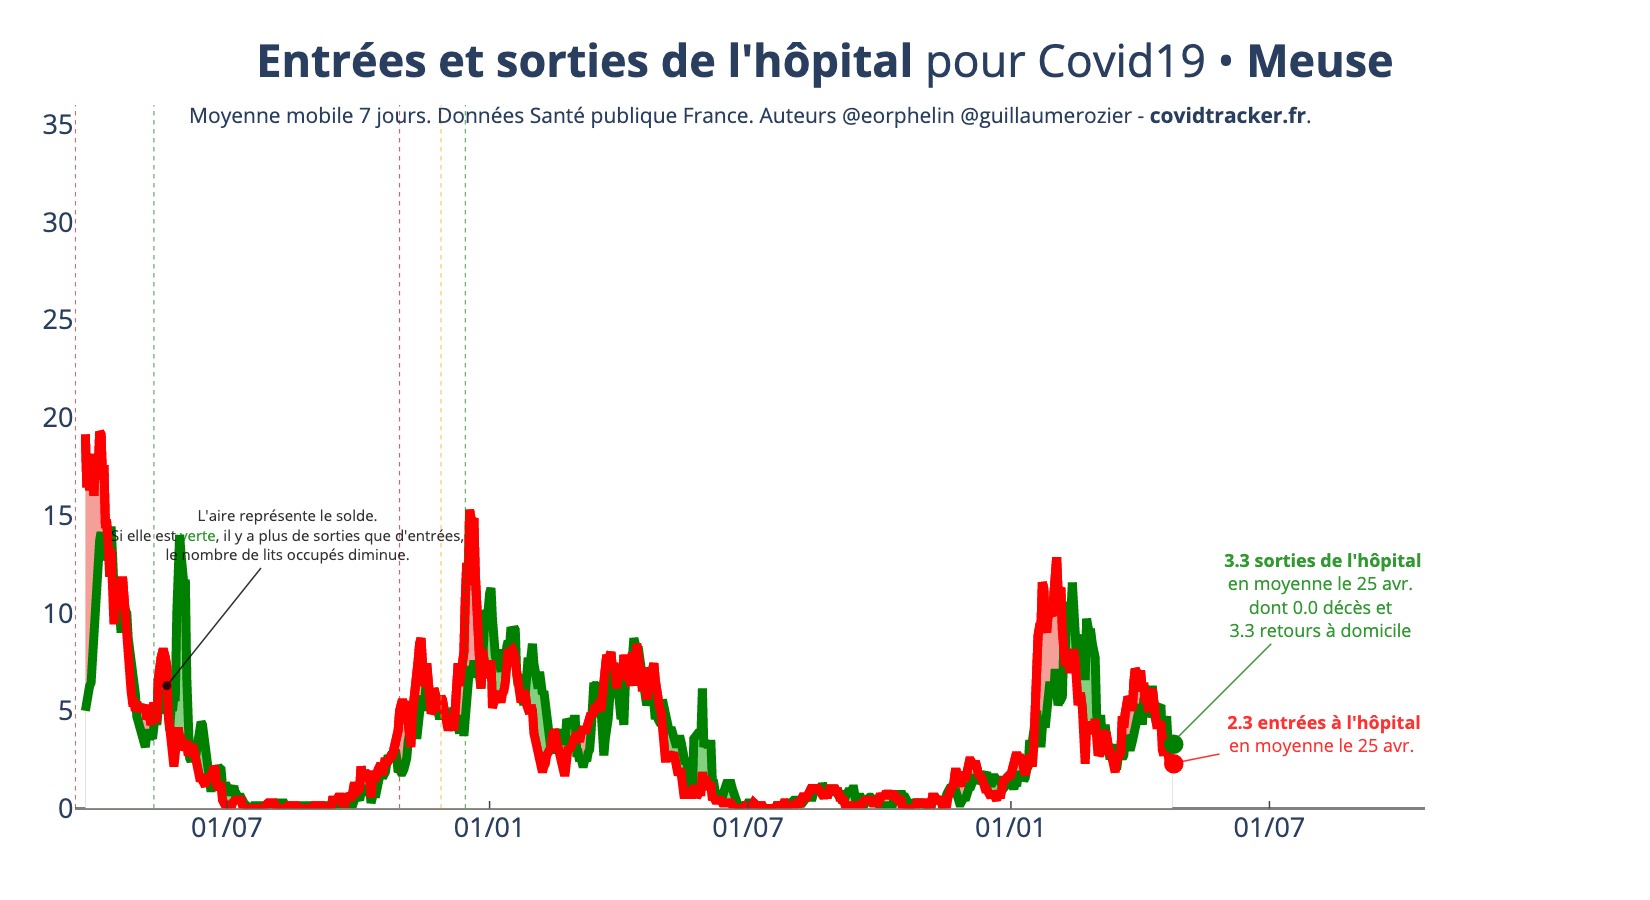 Entrées et sorties de l'hôpital pour Covid19 • Meuse
Moyenne mobile 7 jours. Données Santé publique France. Auteurs @eorphelin @guillaumerozier - covidtracker.fr.
35
30
25
20
15
10
5
0
L'aire représente le solde.
Si elle est verte, il y a plus de sorties que d'entrées,
le nombre de lits occupés diminue.
3.3 sorties de l'hôpital
en moyenne le 25 avr.
dont 0.0 décès et
3.3 retours à domicile
2.3 entrées à l'hôpital
en moyenne le 25 avr.
01/07
01/01
01/07
01/01
01/07